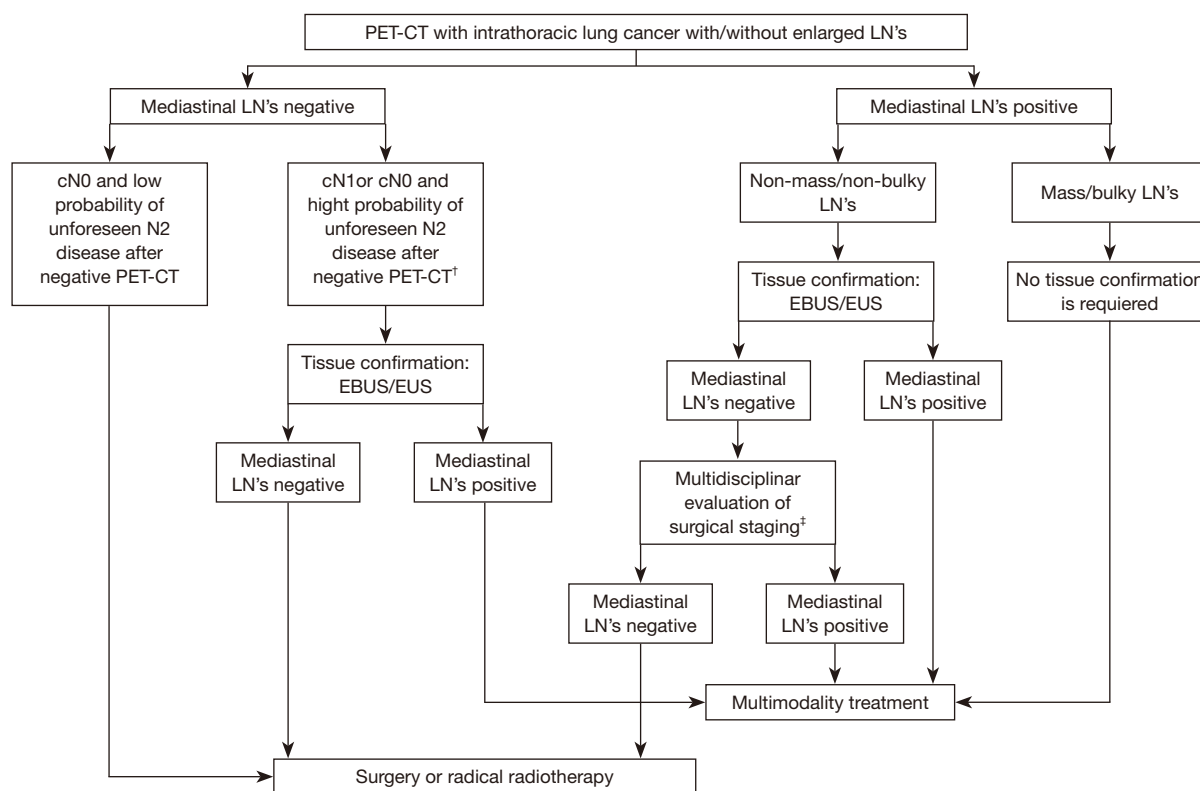 PET-CT with intrathoracic lung cancer with/without enlarged LN's
Mediastinal LN's negative
Mediastinal LN's positive
cN0 and low
probability of
unforeseen N2
disease after
negative PET-CT
cN1or cN0 and
hight probability of
unforeseen N2
disease after
negative PET-CT†
Non-mass/non-bulky
LN's
Mass/bulky LN's
Tissue confirmation:
EBUS/EUS
No tissue confirmation
is requiered
Tissue confirmation:
EBUS/EUS
Mediastinal
LN's negative
Mediastinal
LN's positive
Mediastinal
LN's negative
Mediastinal
LN's positive
Multidisciplinar
evaluation of
surgical staging‡
Mediastinal
LN's negative
Mediastinal
LN's positive
Multimodality treatment
Surgery or radical radiotherapy